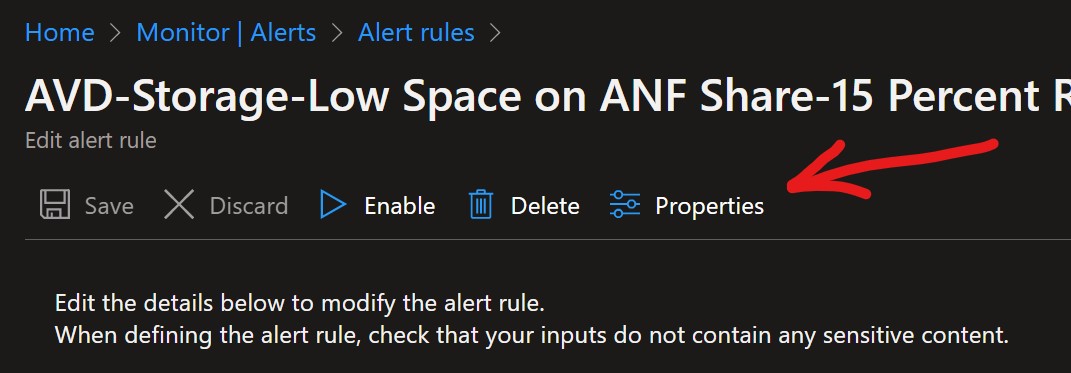 Home > Monitor | Alerts > Alert rules >
AVD-Storage-Low Space on ANF Share-15 Percent R
Edit alert rule
Save Discard Enable Delete Properties
Edit the details below to modify the alert rule.
When defining the alert rule, check that your inputs do not contain any sensitive content.